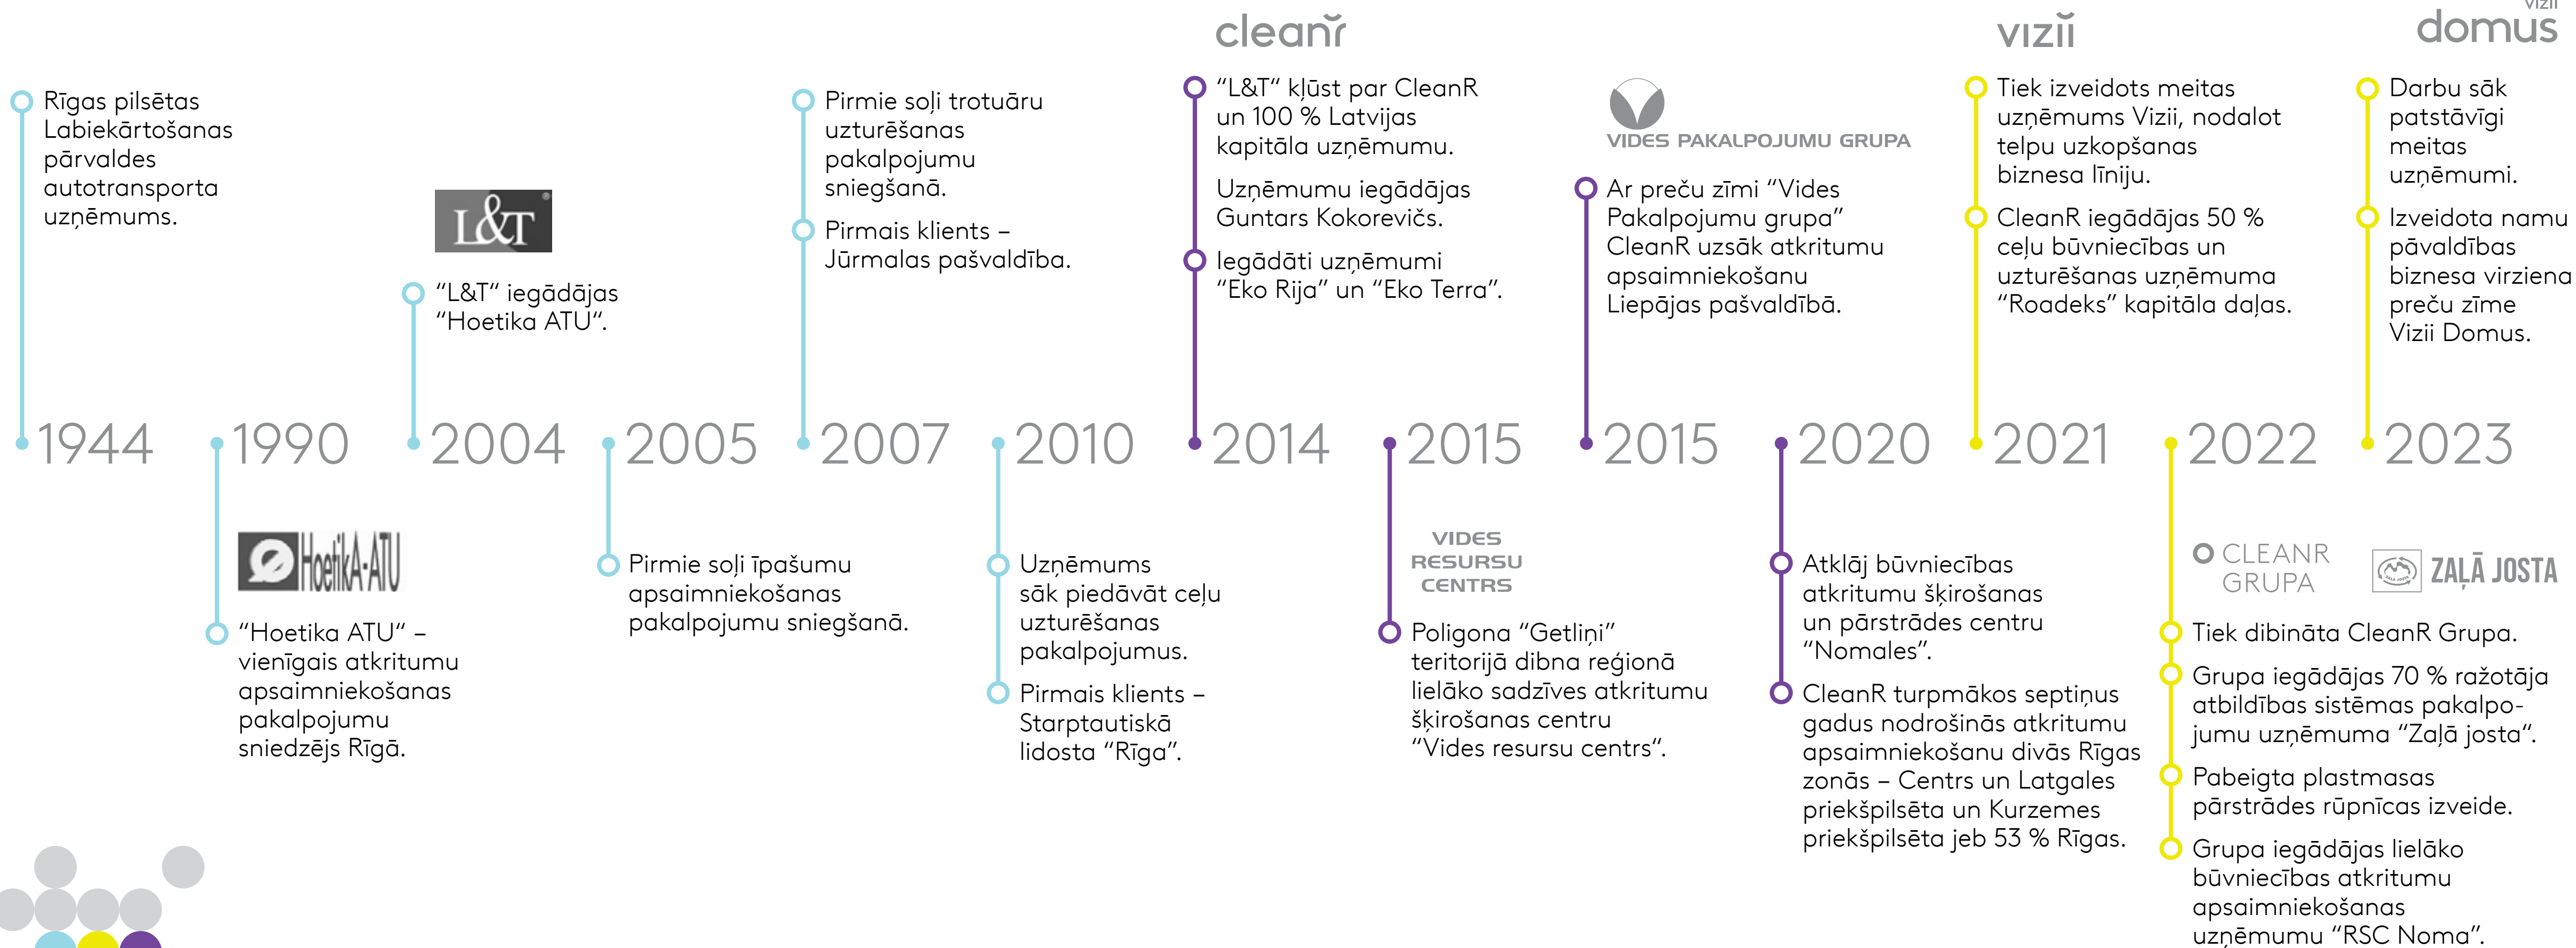 Rīgas pilsētas
Labiekārtošanas
pārvaldes
autotransporta
uzņēmums.
1944
1990
HoetikA-ATU
“Hoetika ATU“ –
vienīgais atkritumu
apsaimniekošanas
pakalpojumu
sniedzējs Rīgā.
L&T
“L&T“ iegādājas
“Hoetika ATU“.
2004
2005
Pirmie soļi īpašumu
apsaimniekošanas
pakalpojumu sniegšanā.
Pirmie soļi trotuāru
uzturēšanas
pakalpojumu
sniegšanā.
Pirmais klients –
Jūrmalas pašvaldība.
2007
2010
Uzņēmums
sāk piedāvāt ceļu
uzturēšanas
pakalpojumus.
Pirmais klients –
Starptautiskā
lidosta “Rīga”.
cleanr
“L&T“ kļūst par CleanR
un 100 % Latvijas
kapitāla uzņēmumu.
Uzņēmumu iegādājas
Guntars Kokorevičs.
Iegādāti uzņēmumi
“Eko Rija” un “Eko Terra”.
2014
2015
VIDES
RESURSU
CENTRS
Poligona “Getliņi”
teritorijā dibna reģionā
lielāko sadzīves atkritumu
šķirošanas centru
“Vides resursu centrs“.
VIDES PAKALPOJUMU GRUPA
Ar preču zīmi “Vides
Pakalpojumu grupa”
CleanR uzsāk atkritumu
apsaimniekošanu
Liepājas pašvaldībā.
2015
2020
Atklāj būvniecības
atkritumu šķirošanas
un pārstrādes centru
“Nomales”.
CleanR turpmākos septiņus
gadus nodrošinās atkritumu
apsaimniekošanu divās Rīgas
zonās – Centrs un Latgales
priekšpilsēta un Kurzemes
priekšpilsēta jeb 53 % Rīgas.
vizii
Tiek izveidots meitas
uzņēmums Vizii, nodalot
telpu uzkopšanas
biznesa līniju.
CleanR iegādājas 50 %
ceļu būvniecības un
uzturēšanas uzņēmuma
“Roadeks” kapitāla daļas.
2021
2022
CLEANR
GRUPA
ZAĻĀ JOSTA
Tiek dibināta CleanR Grupa.
Grupa iegādājas 70 % ražotāja
atbildības sistēmas pakalpo-
jumu uzņēmuma “Zaļā josta“.
Pabeigta plastmasas
pārstrādes rūpnīcas izveide.
Grupa iegādājas lielāko
būvniecības atkritumu
apsaimniekošanas
uzņēmumu “RSC Noma”.
vizii
domus
Darbu sāk
patstāvīgi
meitas
uzņēmumi.
Izveidota namu
pāvaldības
biznesa virziena
preču zīme
Vizii Domus.
2023